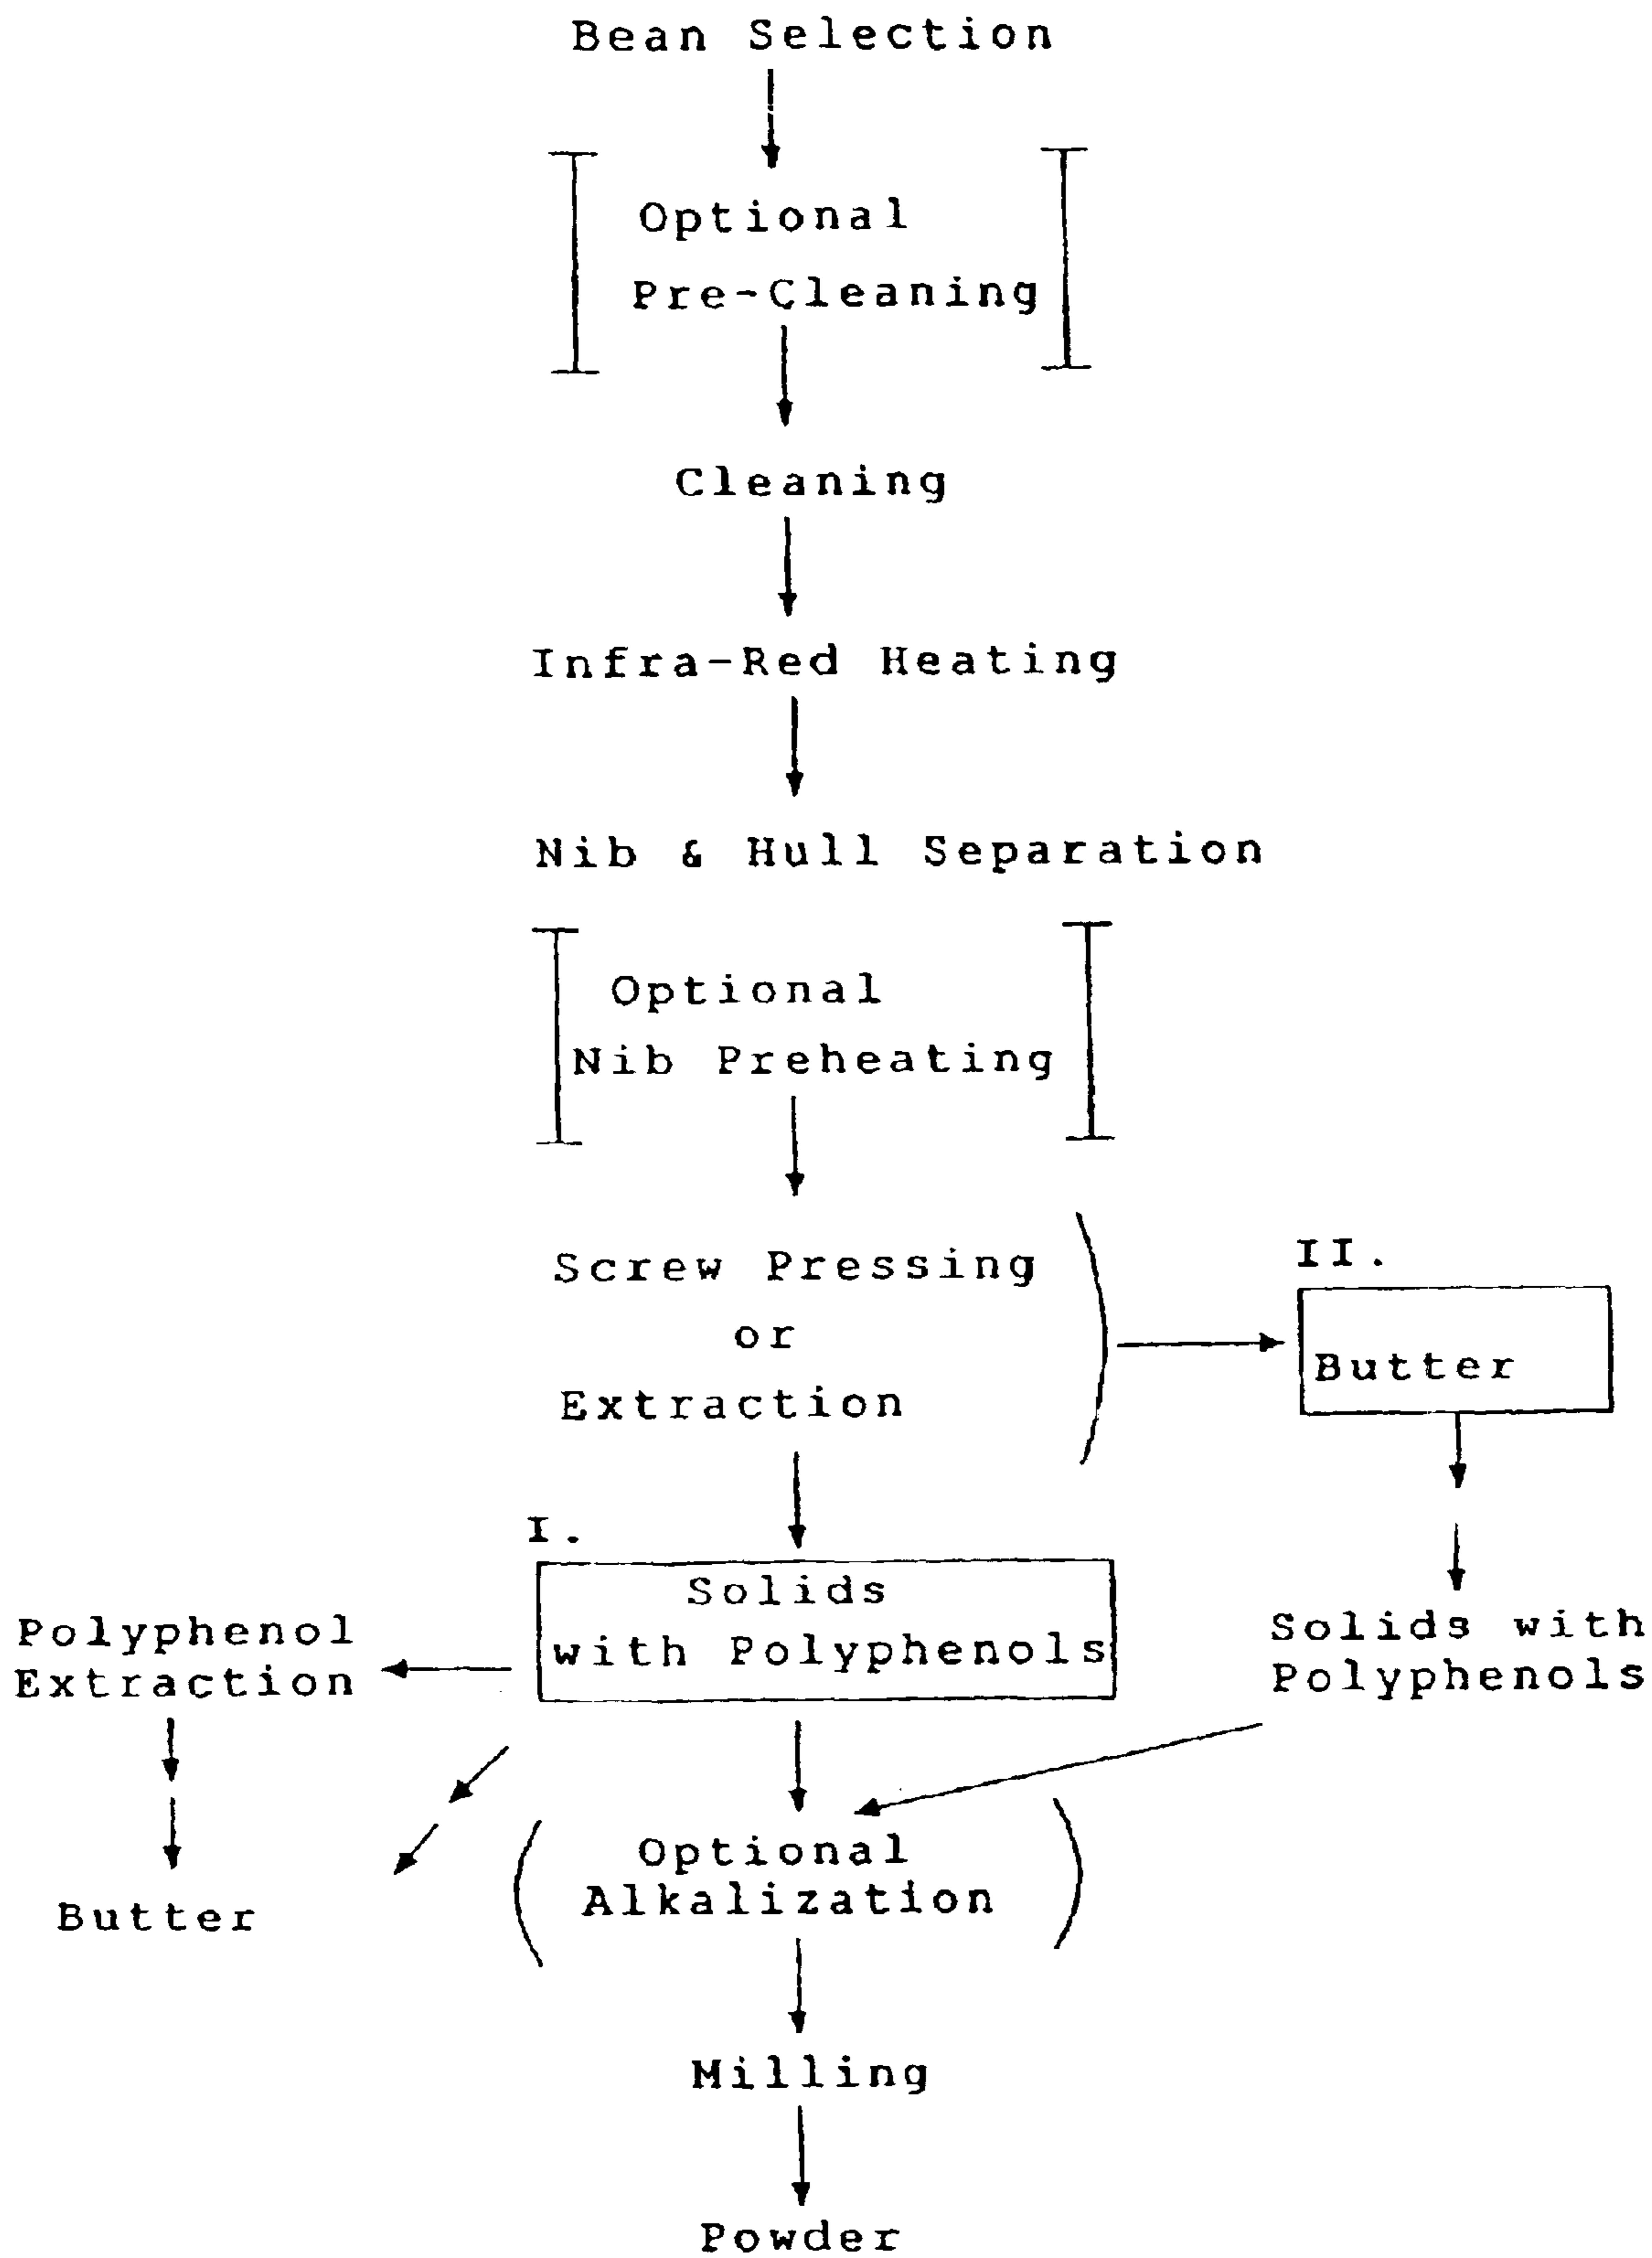 Bean Selection
Optional
Pre-Cleaning
Cleaning
Infra-Red Heating
Nib & Hull Separation
Optional
Nib Preheating
Screw Pressing
or
Extraction
II.
Butter
I.
Solids
with Polyphenols
Polyphenol
Extraction
Solids with
Polyphenols
Butter
Optional
Alkalization
Milling
Powder